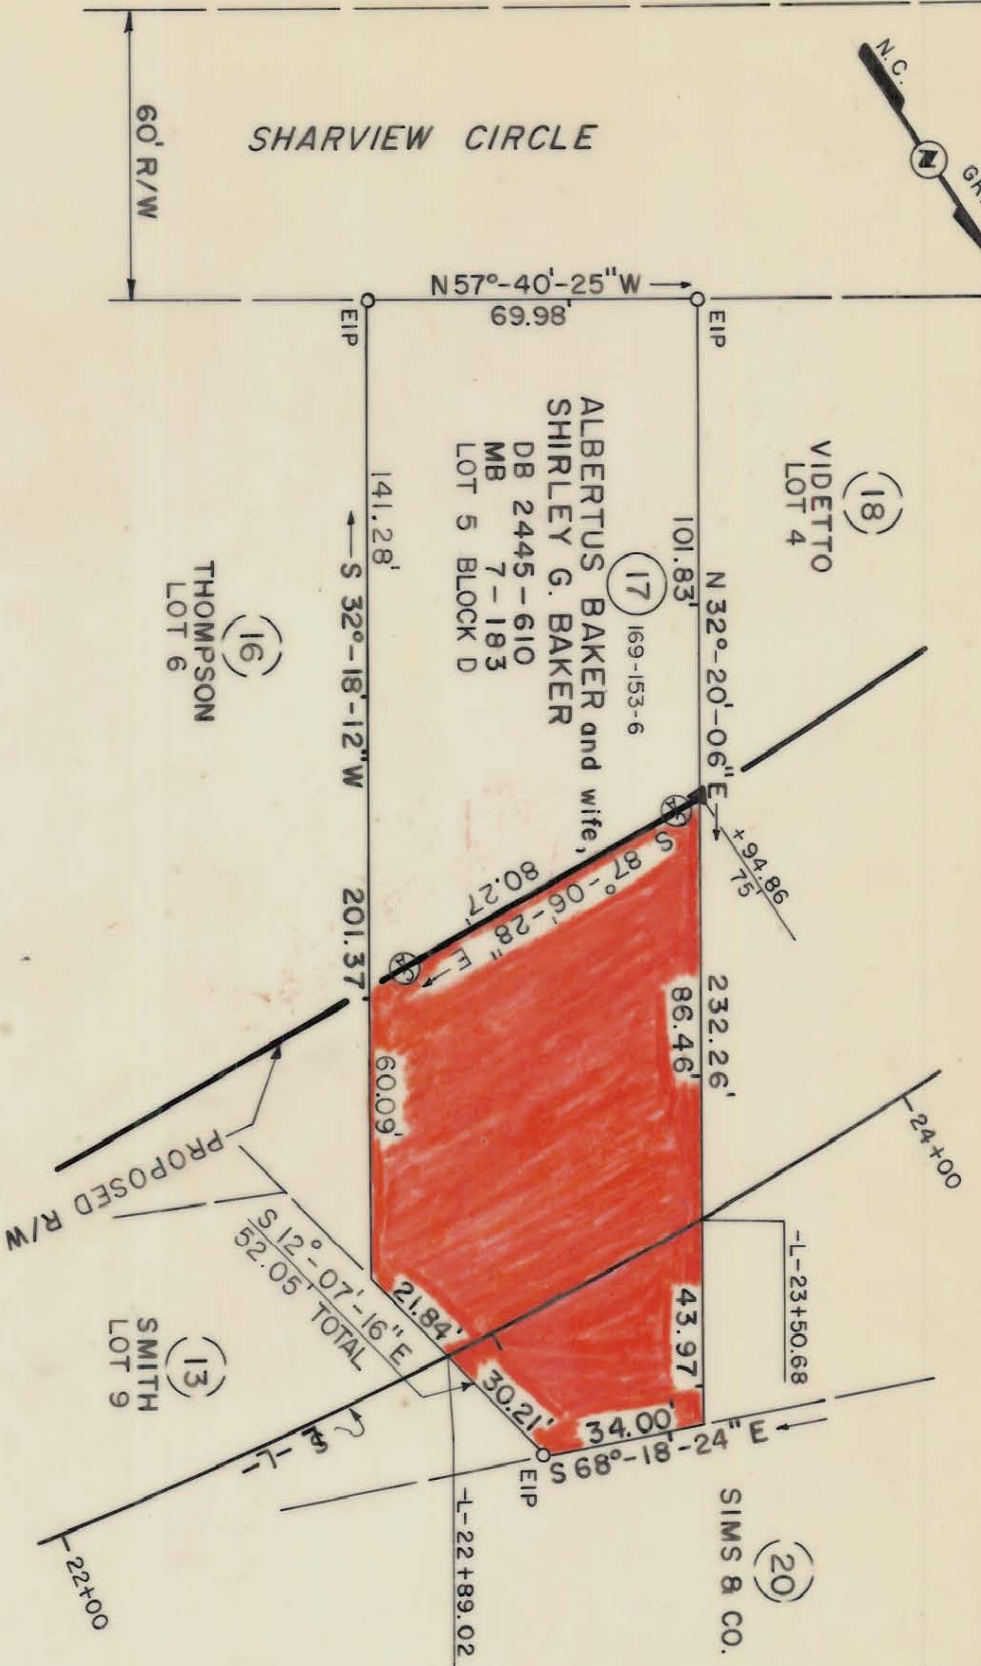 N.C.
SHARVIEW CIRCLE
60' R/W
N57°-40'-25"W
69.98'
EIP
EIP
(18)
VIDETTO
LOT 4
ALBERTUS BAKER and wife,
SHIRLEY G. BAKER
DB 2445-610
MB 7-183
LOT 5 BLOCK D
17
169-153-6
101.83'
N 32°-20'-06"E
232.26'
86.46'
43.97
141.28'
S 32°-18'-12"W
201.37
60.09'
(16)
THOMPSON
LOT 6
+94.86
75'
S 87°-06'-28" E
80.27'
PROPOSED R/W
24+00
-L-23+50.68
S 12°-07'-16" E
52.05' TOTAL
21.84'
30.21'
34.00'
S 68°-18'-24" E
EIP
(13)
SMITH
LOT 9
-L-
-L-22+89.02
22+00
(20)
SIMS & CO.